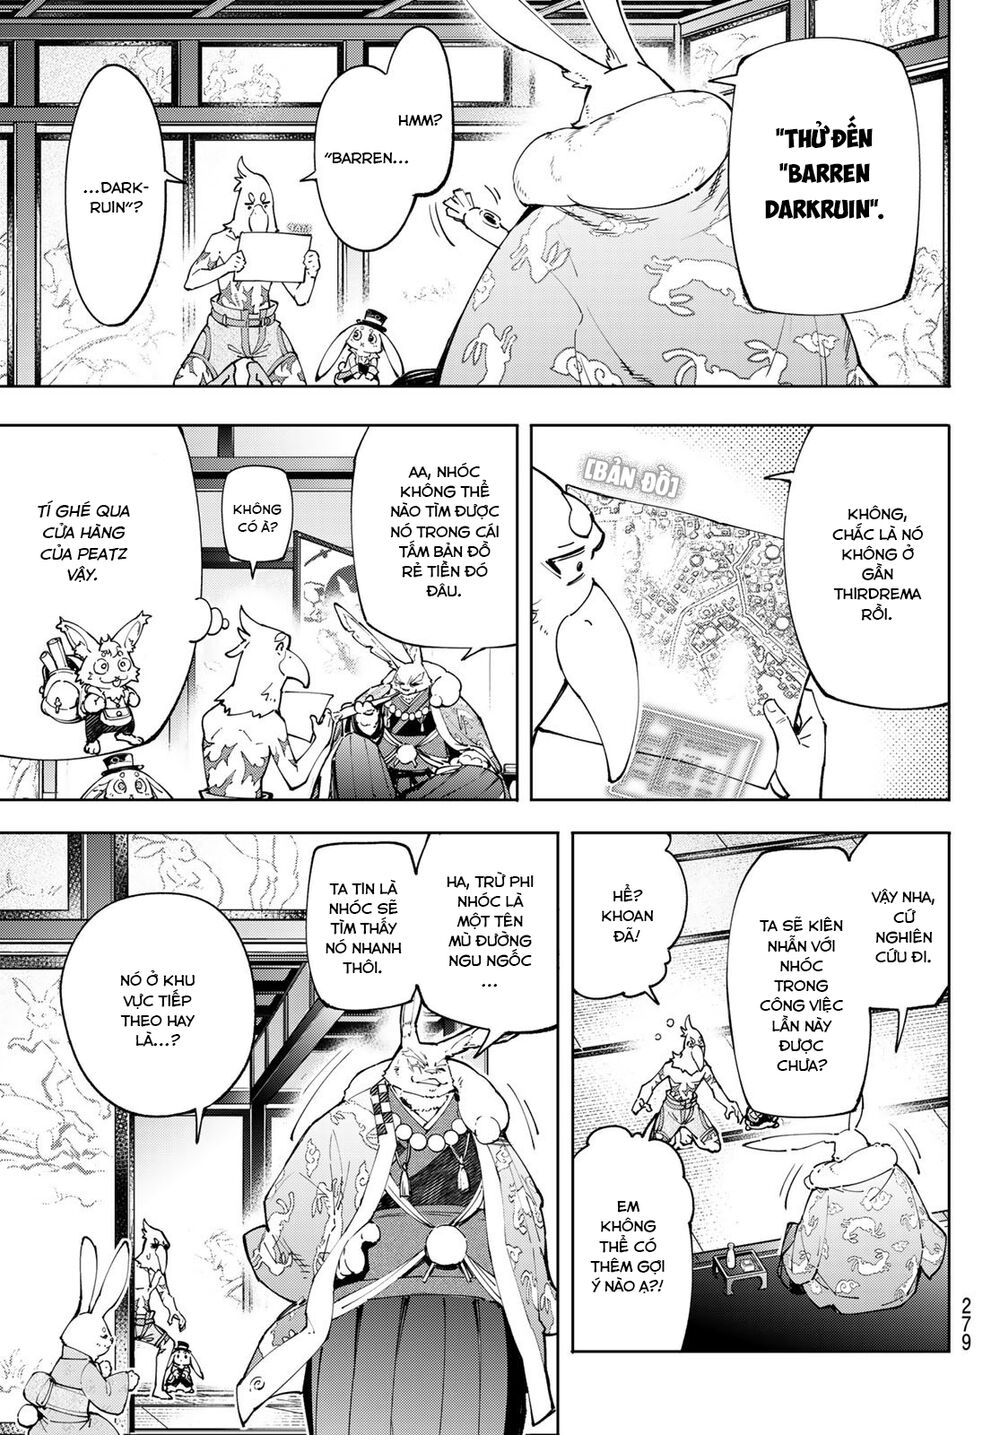 "THỬ ĐẾN
"BARREN
DARKRUIN".
HMM?
"BARREN...
...DARK-
RUIN"?
KHÔNG,
CHẮC LÀ NÓ
KHÔNG Ở
GẦN
THIRDREMA
RỒI.
[BẢN ĐỒ]
AA, NHÓC
KHÔNG THỂ
NÀO TÌM ĐƯỢC
NÓ TRONG CÁI
TẤM BẢN ĐỒ
RẺ TIỀN ĐÓ
ĐÂU.
KHÔNG
CÓ À?
TÍ GHÉ QUA
CỬA HÀNG
CỦA PEATZ
VẬY.
VẬY NHA,
CỨ
NGHIÊN
CỨU ĐI.
TA SẼ KIÊN
NHẪN VỚI
NHÓC
TRONG
CÔNG VIỆC
LẦN NÀY
ĐƯỢC
CHƯA?
HỂ?
KHOAN
ĐÃ!
EM
KHÔNG
THỂ CÓ
THÊM GỢI
Ý NÀO Ạ?!
HA, TRỪ PHI
NHÓC LÀ
MỘT TÊN
MÙ ĐƯỜNG
NGU NGỐC
...
TA TIN LÀ
NHÓC SẼ
TÌM THẤY
NÓ NHANH
THÔI.
NÓ Ở KHU
VỰC TIẾP
THEO HAY
LÀ...?
279